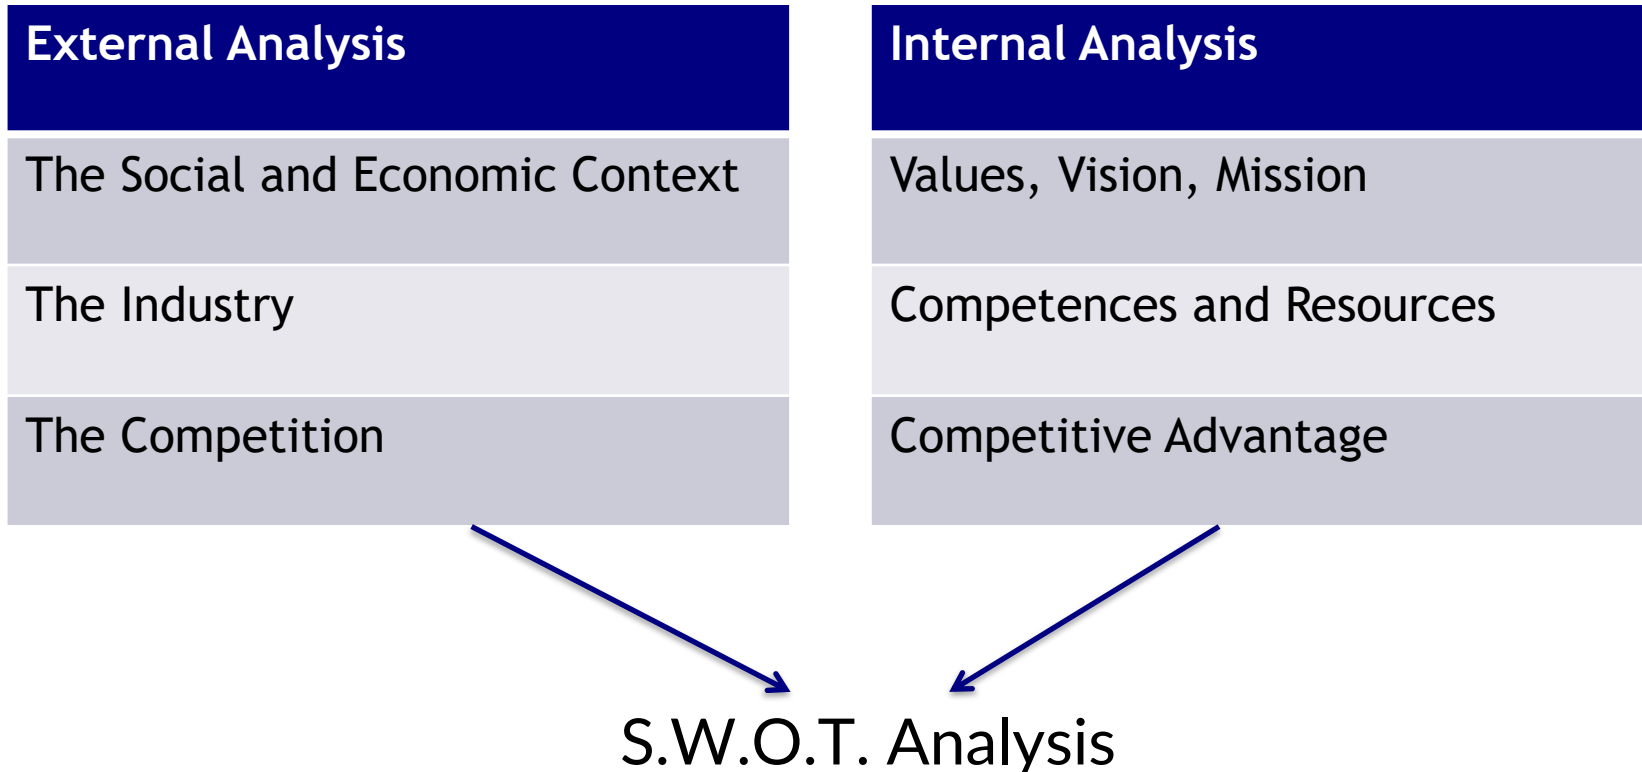 External Analysis
The Social and Economic Context
The Industry
The Competition
Internal Analysis
Values, Vision, Mission
Competences and Resources
Competitive Advantage
S.W.O.T. Analysis